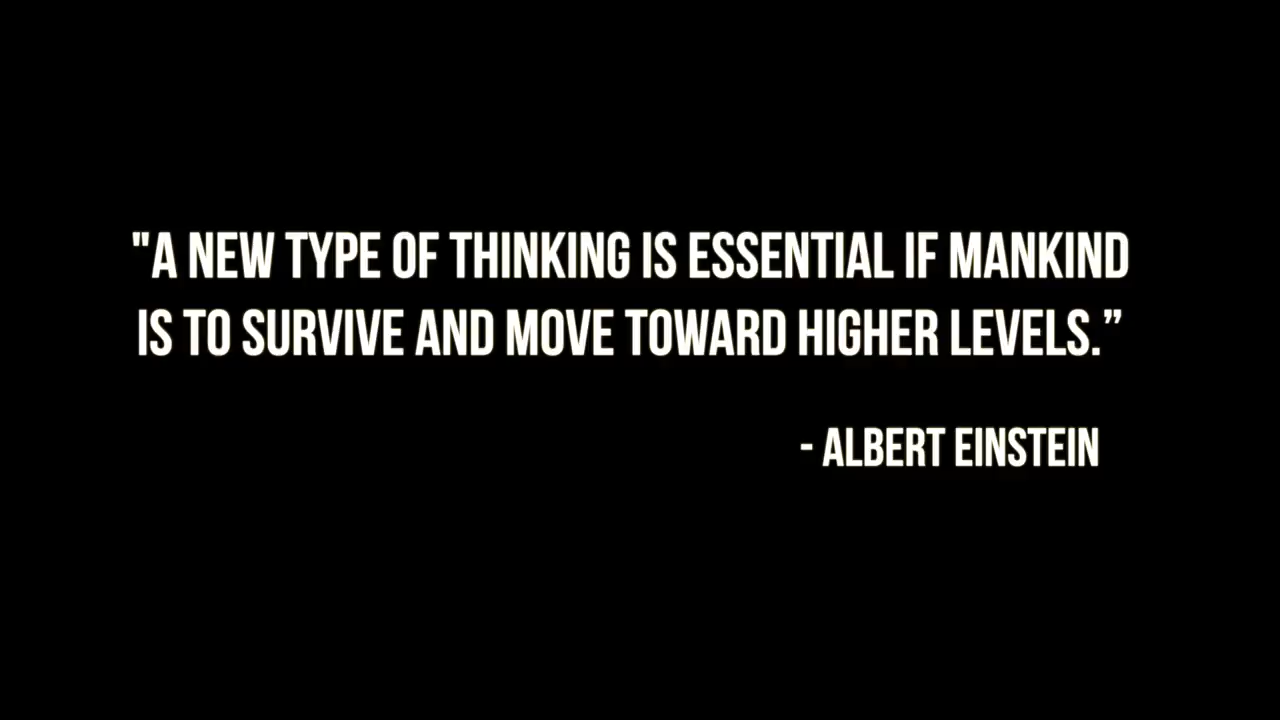 "A NEW TYPE OF THINKING IS ESSENTIAL IF MANKIND
IS TO SURVIVE AND MOVE TOWARD HIGHER LEVELS.”
- ALBERT EINSTEIN